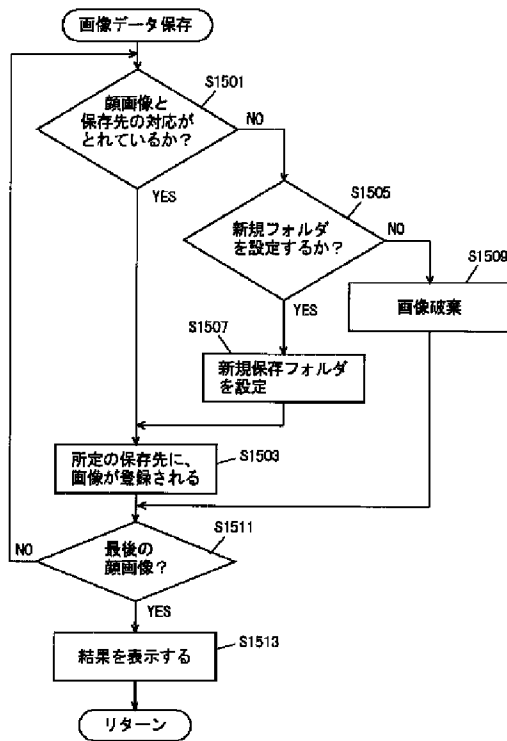 画像データ保存
S1501
顔画像と
保存先の対応が
とれているか?
NO
YES
S1505
新規フォルダ
を設定するか?
NO
YES
S1509
画像破棄
S1507
新規保存フォルダ
を設定
所定の保存先に、
画像が登録される
S1503
S1511
最後の
顔画像?
NO
YES
結果を表示する
S1513
リターン